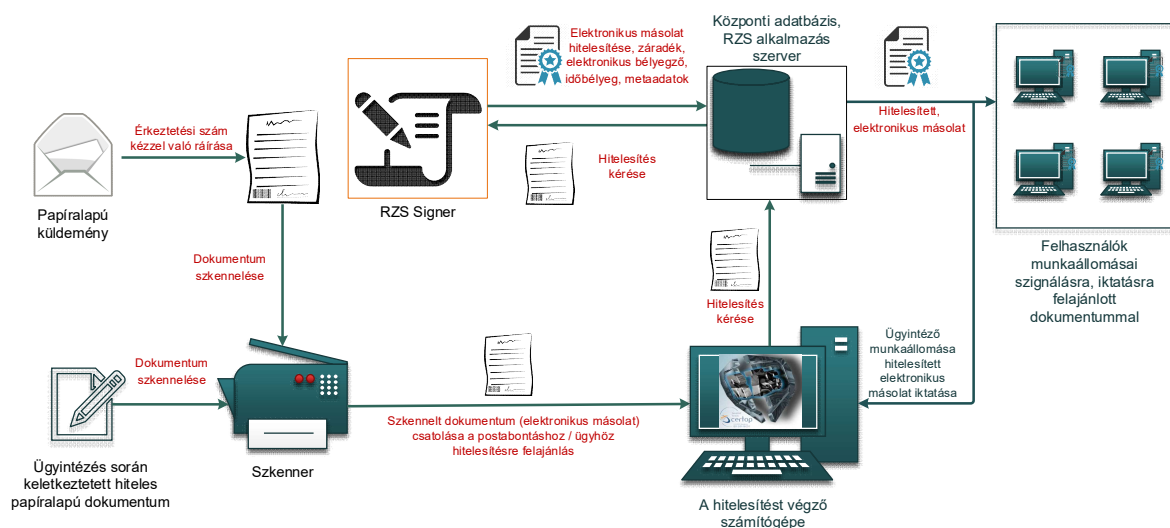 Elektronikus másolat
hitelesítése, záradék,
elektronikus bélyegző,
időbélyeg, metaadatok
Központi adatbázis,
RZS alkalmazás
szerver
Hitelesített,
elektronikus másolat
Érkeztetési szám
kézzel való ráírása
Hitelesítés
kérése
Papíralapú
küldemény
RZS Signer
Felhasználók
munkaállomásai
szignálásra, iktatásra
felajánlott
dokumentummal
Dokumentum
szkennelése
Hitelesítés
kérése
Dokumentum
szkennelése
Ügyintéző
munkaállomása
hitelesített
elektronikus
másolat iktatása
certop
Szkennelt dokumentum (elektronikus másolat)
csatolása a postabontáshoz / ügyhöz
hitelesítésre felajánlás
Ügyintézés során
keletkeztetett hiteles
papíralapú dokumentum
Szkenner
A hitelesítést végző
számítógépe